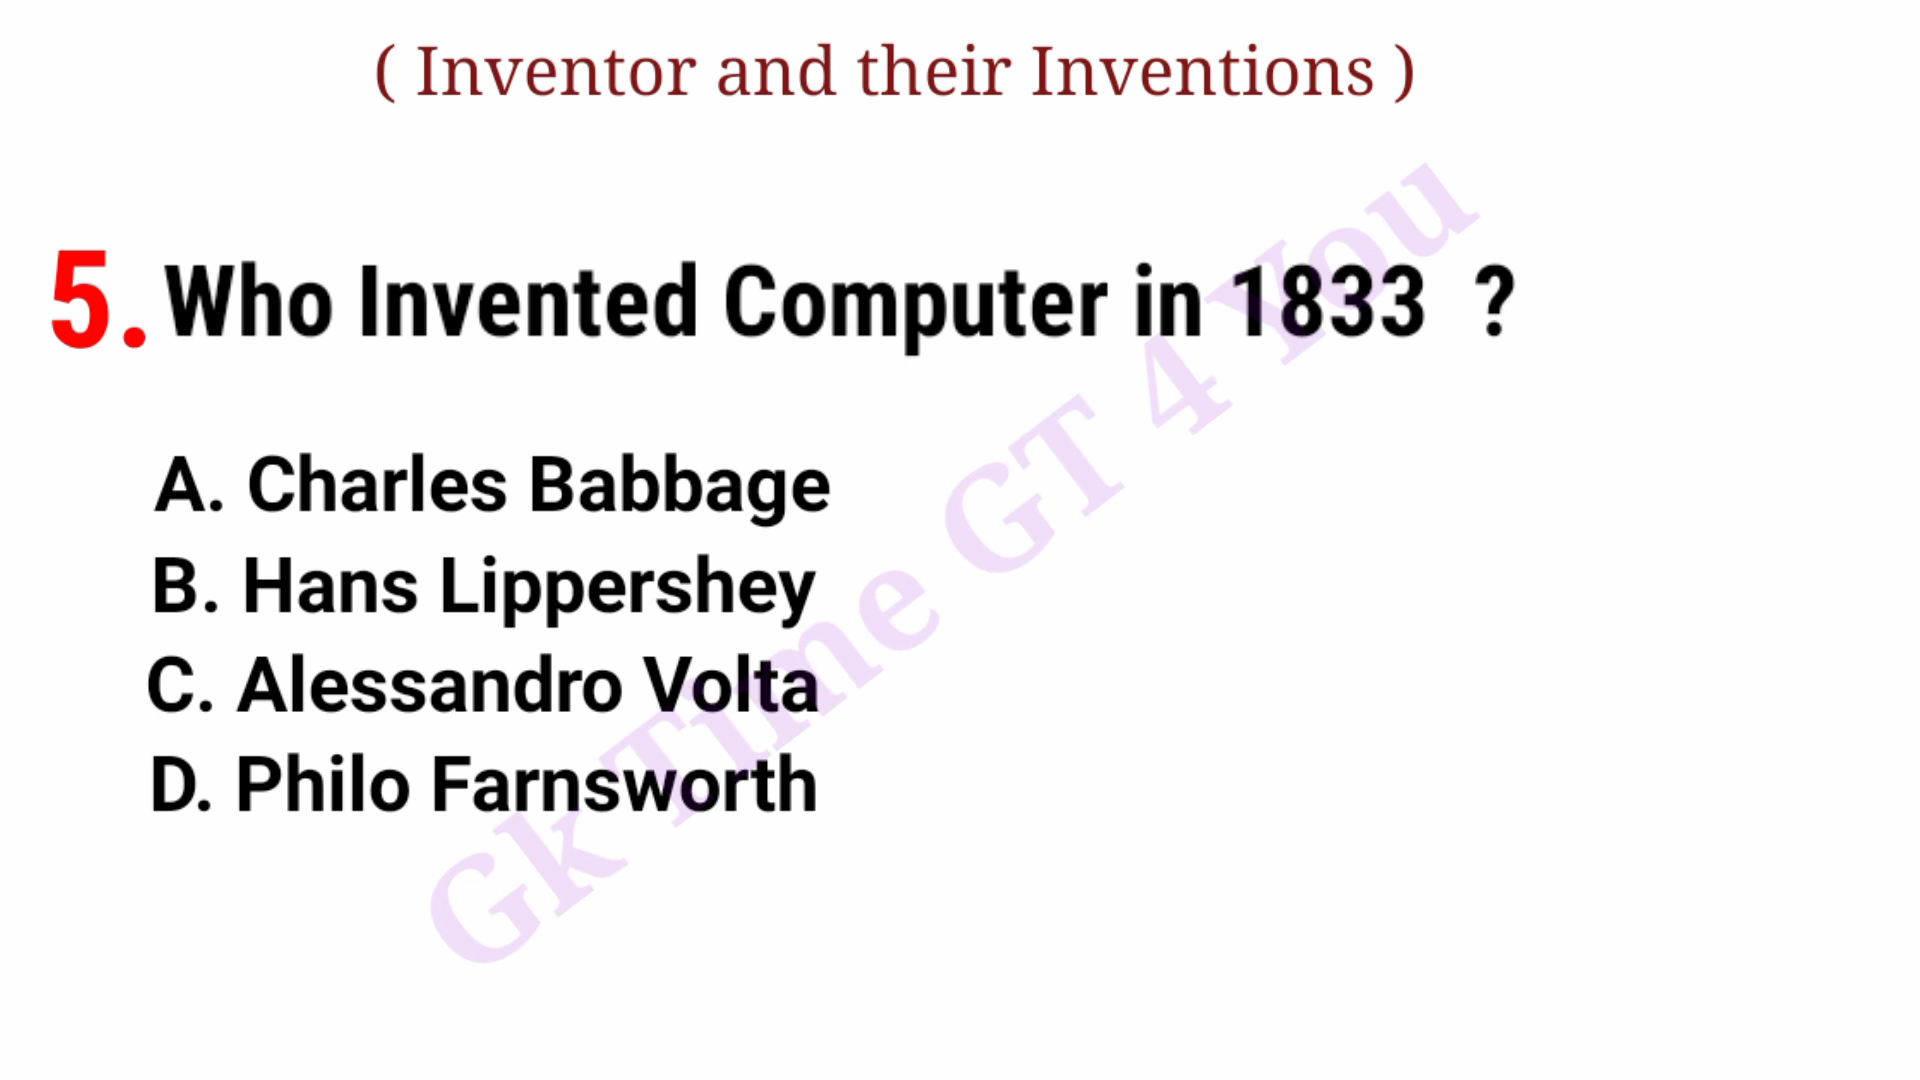 ( Inventor and their Inventions )
5. Who Invented Computer in 1833 ?
A. Charles Babbage
B. Hans Lippershey
C. Alessandro Volta
D. Philo Farnsworth
Gk Time GT 4 You